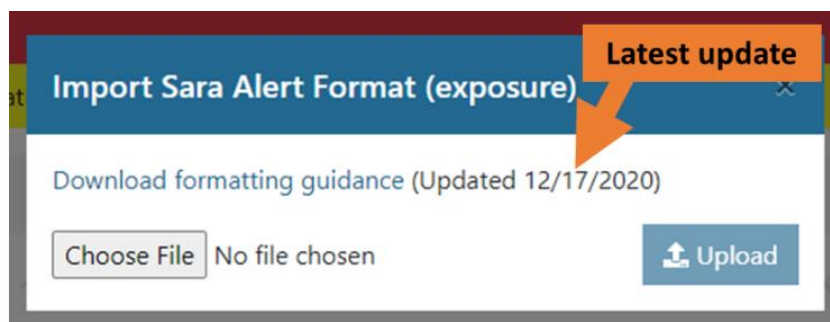 Latest update
Import Sara Alert Format (exposure)
×
at
Download formatting guidance (Updated 12/17/2020)
Choose File No file chosen
Upload